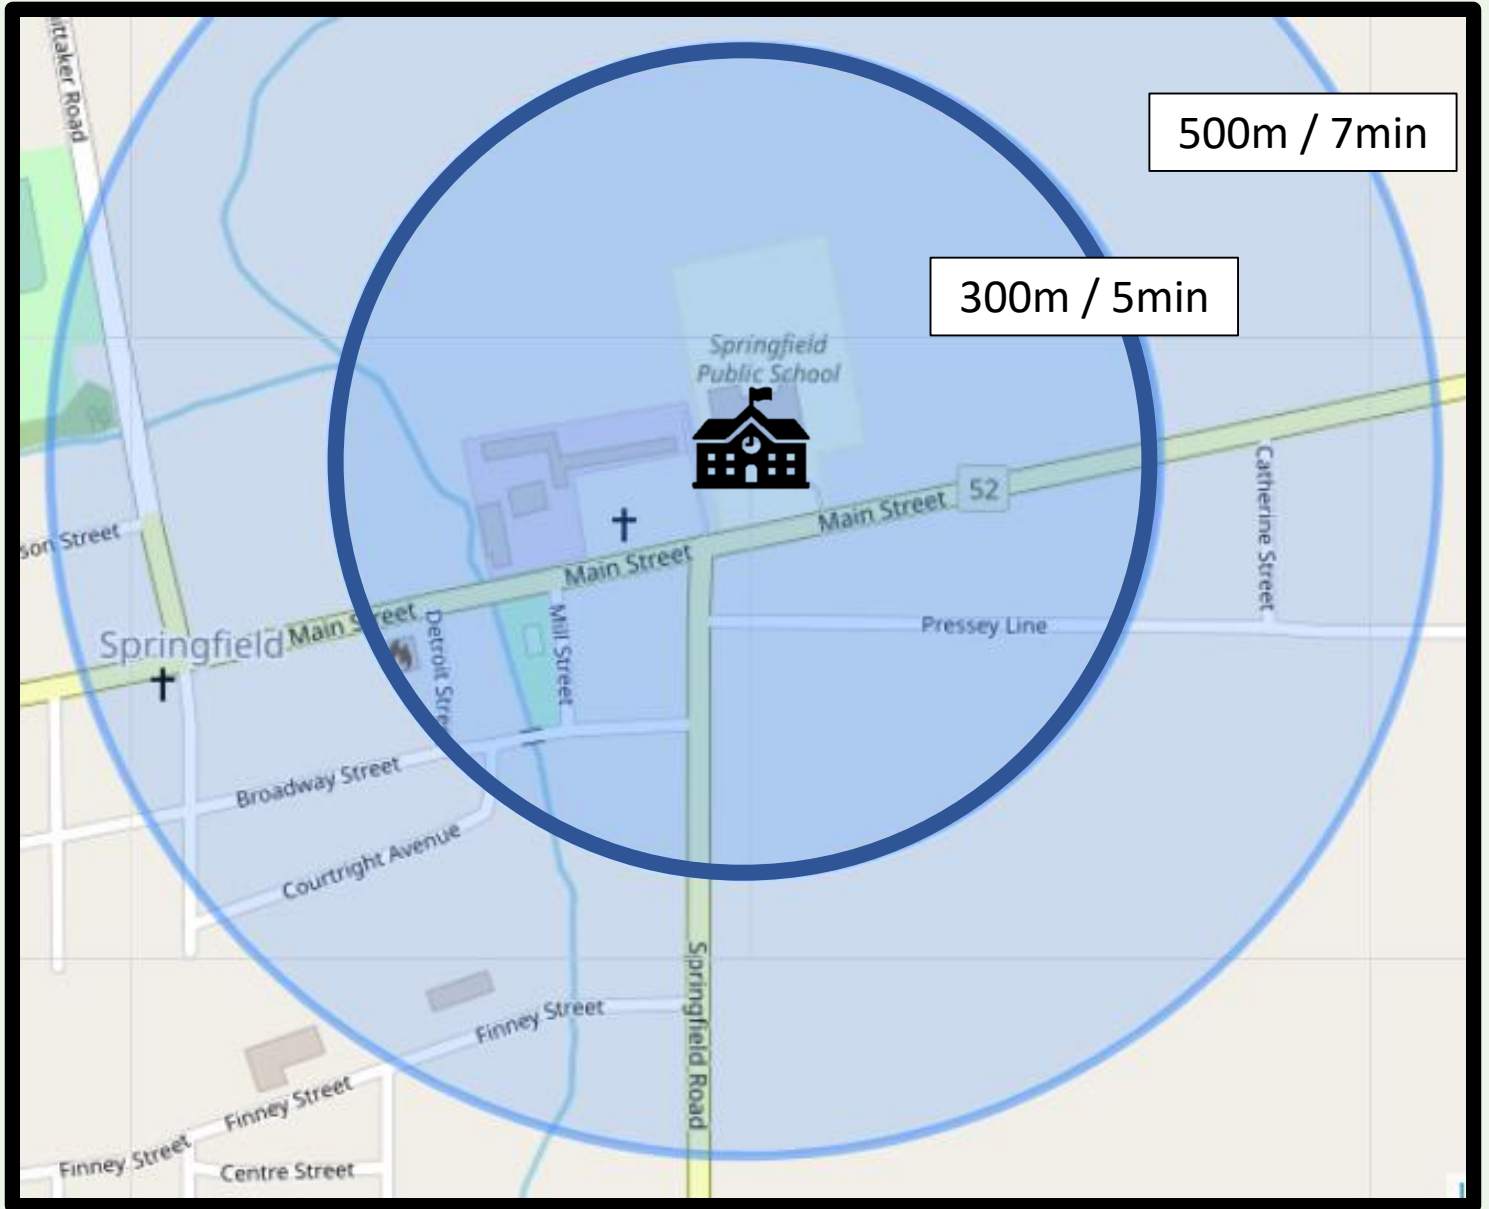 ittaker Road
500m / 7min
300m / 5min
Springfield
Public School
52
Main Street
Catherine Street
son Street
Main Street
Main Street
Springfield
Detroit Stre
Mill Street
Pressey Line
Broadway Street
Courtright Avenue
Springfield Road
Finney Street
Finney Street
Finney Street
Centre Street